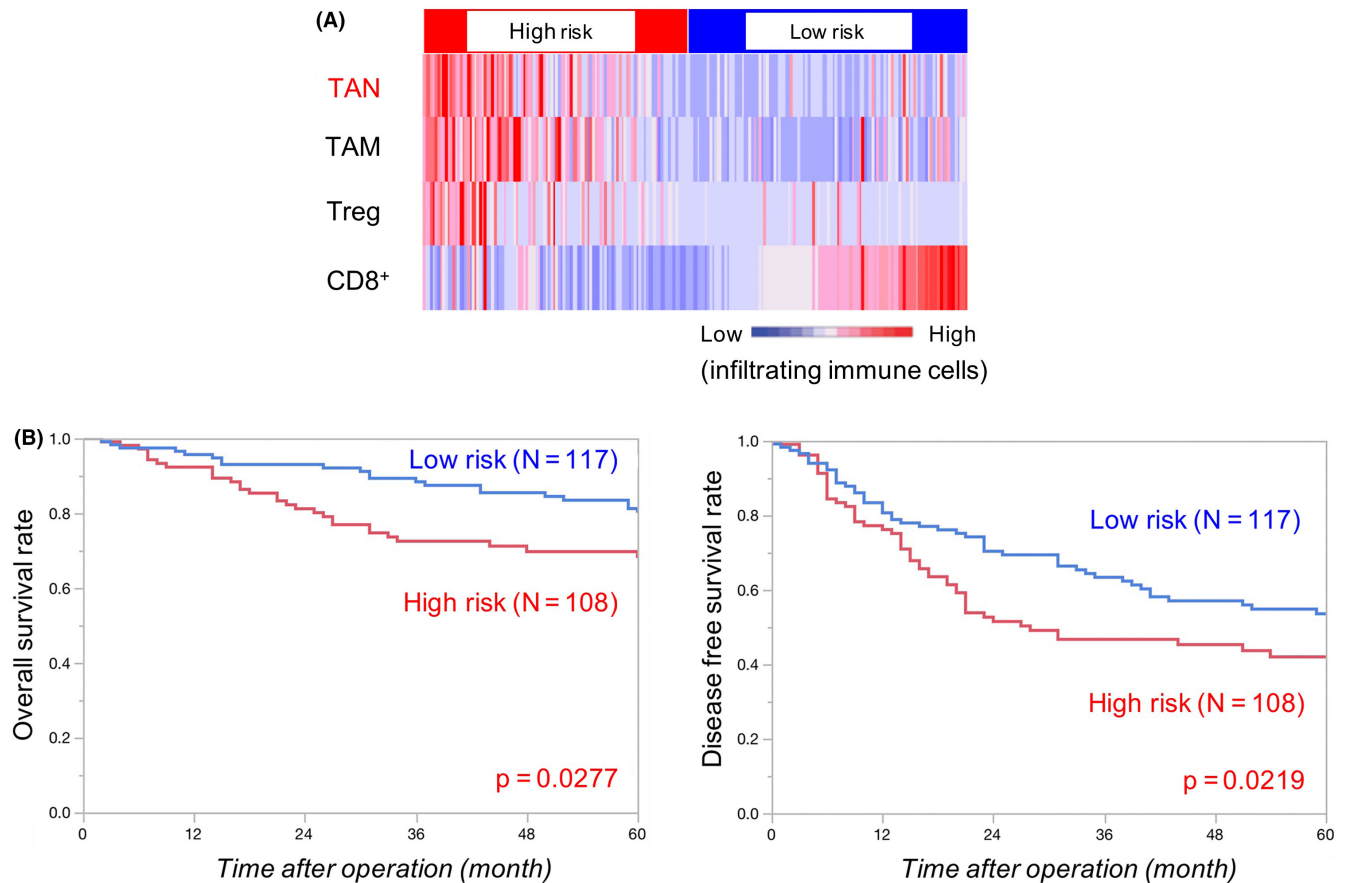 (A)
High risk
Low risk
TAN
TAM
Treg
CD8⁺
Low
High
(infiltrating immune cells)
(B)
Overall survival rate
1.0
0.8
0.6
0.4
0.2
0.0
0
12
24
36
48
60
Low risk (N = 117)
High risk (N = 108)
p = 0.0277
Time after operation (month)
Disease free survival rate
1.0
0.8
0.6
0.4
0.2
0.0
0
12
24
36
48
60
Low risk (N = 117)
High risk (N = 108)
p = 0.0219
Time after operation (month)